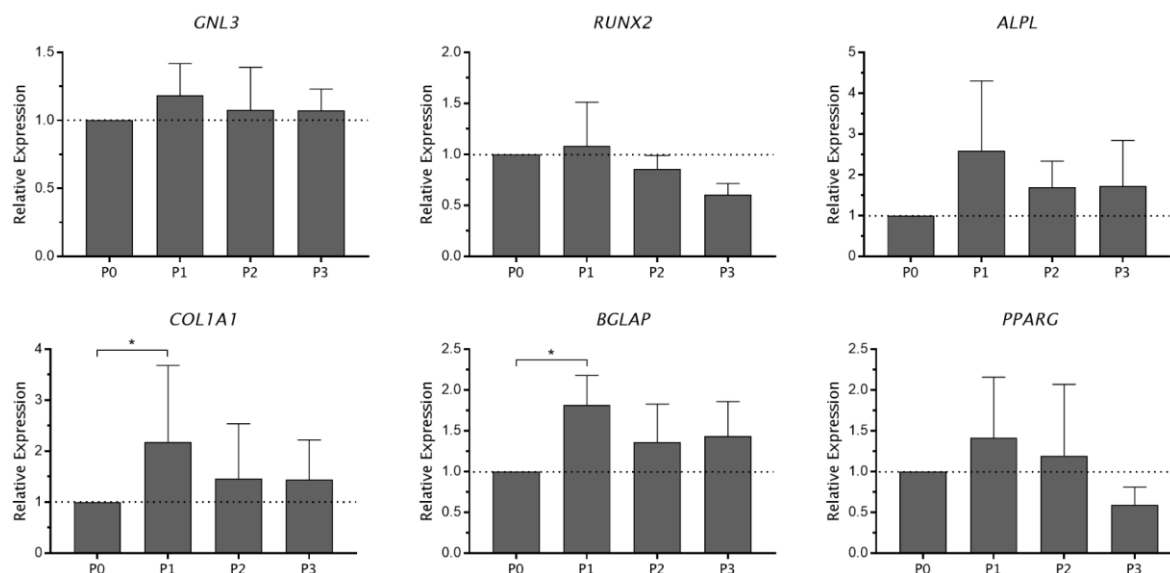 GNL3
Relative Expression
1.5
1.0
0.5
0.0
P0 P1 P2 P3
RUNX2
Relative Expression
2.0
1.5
1.0
0.5
0.0
P0 P1 P2 P3
ALPL
Relative Expression
5
4
3
2
1
0
P0 P1 P2 P3
COL1A1
Relative Expression
4
3
2
1
0
*
P0 P1 P2 P3
BGLAP
Relative Expression
2.5
2.0
1.5
1.0
0.5
0.0
*
P0 P1 P2 P3
PPARG
Relative Expression
2.5
2.0
1.5
1.0
0.5
0.0
P0 P1 P2 P3